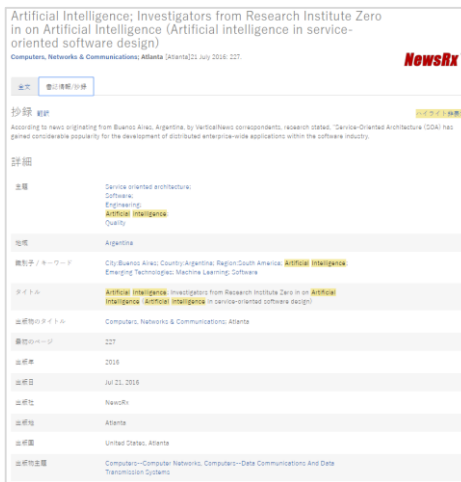 Artificial Intelligence; Investigators from Research Institute Zero
in on Artificial Intelligence (Artificial intelligence in service-
oriented software design)
Computers, Networks & Communications; Atlanta [Atlanta]21 July 2016: 227.
NewsRx
全文 書誌情報/抄録
抄録 翻訳
ハイライト辞書
According to news originating from Buenos Aires, Argentina, by VerticalNews correspondents, research stated, "Service-Oriented Architecture (SOA) has
gained considerable popularity for the development of distributed enterprise-wide applications within the software industry.
詳細
主題 Service oriented architecture;
Software;
Engineering;
Artificial Intelligence;
Quality
地域 Argentina
識別子 / キーワード City:Buenos Aires; Country:Argentina; Region:South America; Artificial Intelligence;
Emerging Technologies; Machine Learning; Software
タイトル Artificial Intelligence; Investigators from Research Institute Zero in on Artificial
Intelligence (Artificial intelligence in service-oriented software design)
出版物のタイトル Computers, Networks & Communications; Atlanta
最初のページ 227
出版年 2016
出版日 Jul 21, 2016
出版社 NewsRx
出版地 Atlanta
出版国 United States, Atlanta
出版物主題 Computers--Computer Networks, Computers--Data Communications And Data
Transmission Systems